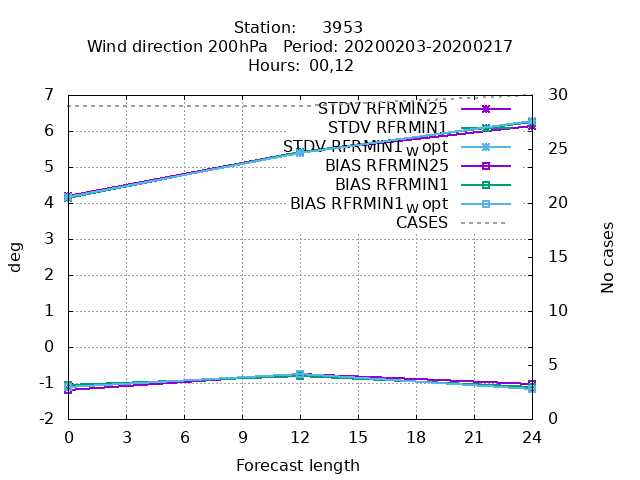 Station: 3953
Wind direction 200hPa Period: 20200203-20200217
Hours: 00,12
7
6
5
4
3
2
1
0
-1
-2
30
25
20
15
10
5
0
STDV RFRMIN25
STDV RFRMIN1
STDV RFRMIN1w opt
BIAS RFRMIN25
BIAS RFRMIN1
BIAS RFRMIN1w opt
CASES
deg
No cases
0 3 6 9 12 15 18 21 24
Forecast length